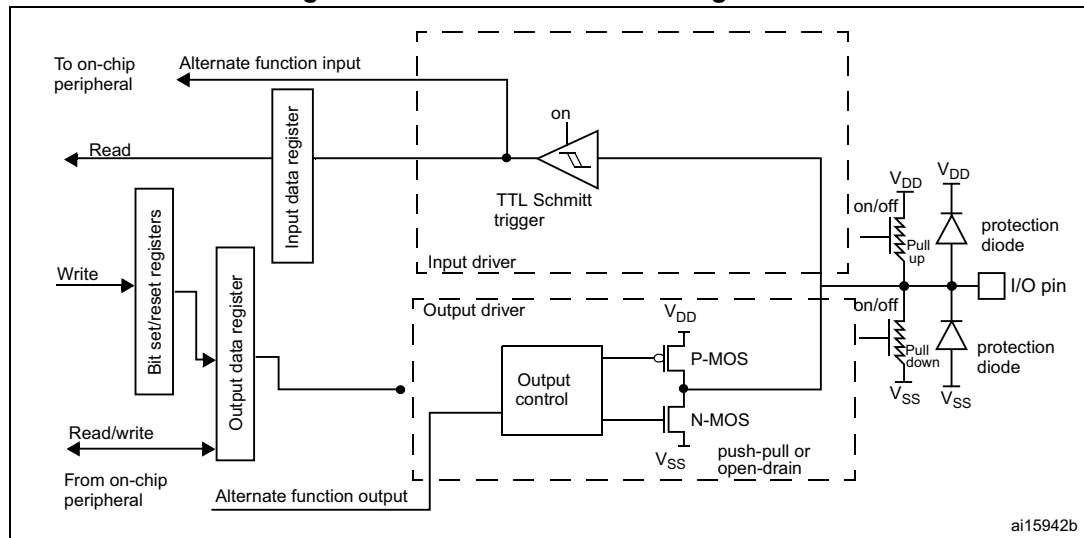 To on-chip
peripheral
Alternate function input
on
Read
Input data register
TTL Schmitt
trigger
Input driver
VDD
on/off
Pull
up
VDD
protection
diode
I/O pin
Write
Bit set/reset registers
Output data register
Read/write
From on-chip
peripheral
Alternate function output
Output driver
Output
control
VDD
P-MOS
N-MOS
VSS
push-pull or
open-drain
on/off
Pull
down
VSS
VSS
protection
diode
ai15942b